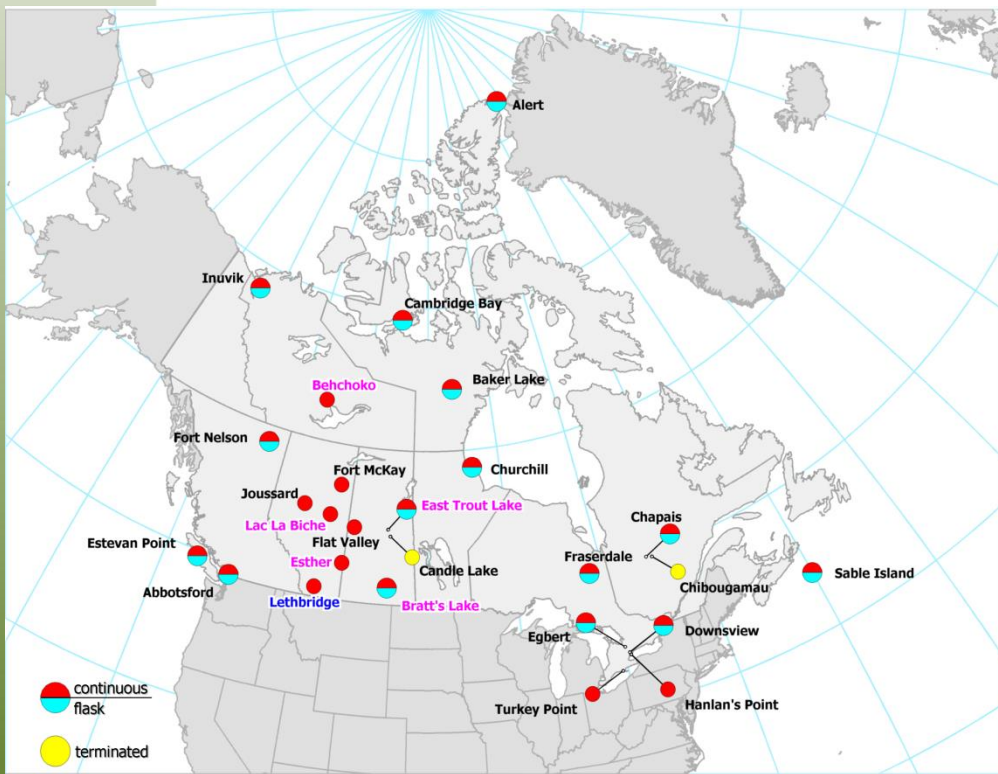 Alert
Inuvik
Cambridge Bay
Behchoko
Baker Lake
Fort Nelson
Fort McKay
Churchill
Joussard
East Trout Lake
Lac La Biche
Chapais
Flat Valley
Estevan Point
Fraserdale
Esther
Candle Lake
Sable Island
Chibougamau
Abbotsford
Lethbridge
Bratt's Lake
Egbert
Downsview
Turkey Point
Hanlan's Point
continuous
flask
terminated